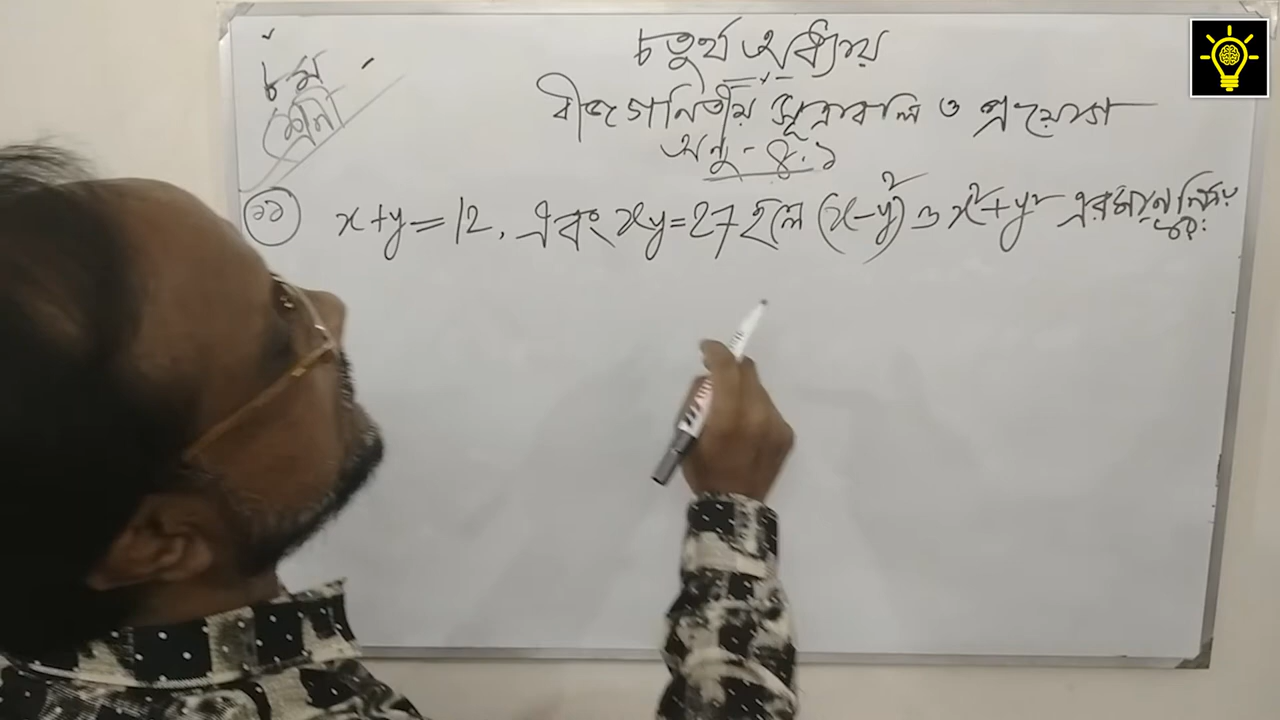 ৮ম
শ্রেনী
চতুর্থ অধ্যায়
বীজগানিতীয় সূত্রাবলি ও প্রয়োগ
অনু - ৪.১
১১ x+y=12, এবং xy=27 হলে (x-y)² ও x²+y² এর মান নির্ণয় কর: